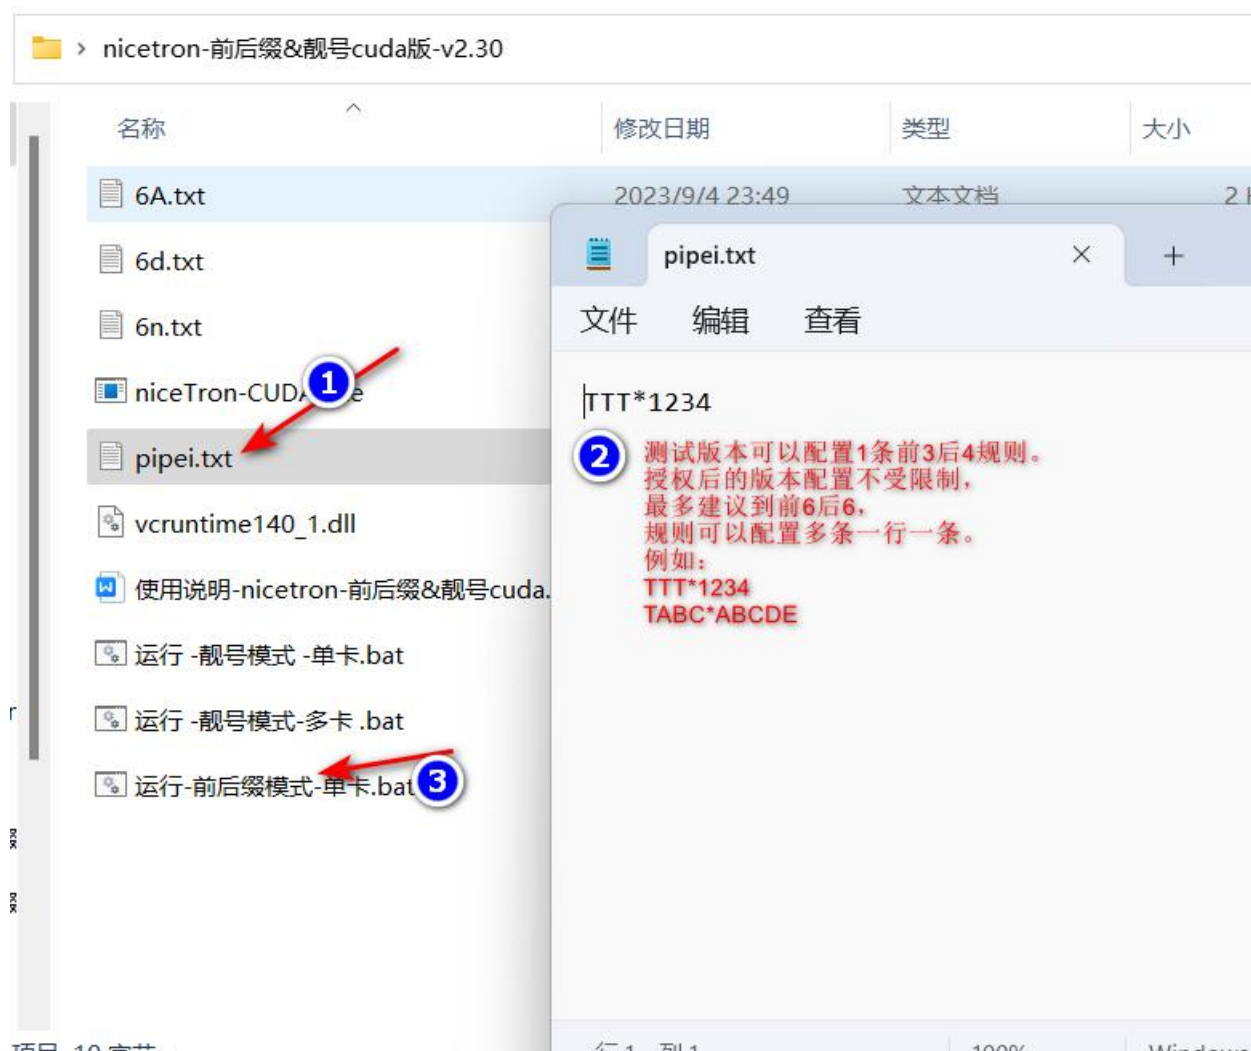 nicetron-前后缀&靓号cuda版-v2.30
名称 修改日期 类型 大小
6A.txt 2023/9/4 23:49 文本文档 2
6d.txt
6n.txt
niceTron-CUDA
1
pipei.txt
vcruntime140_1.dll
使用说明-nicetron-前后缀&靓号cuda.
运行 -靓号模式 -单卡.bat
运行 -靓号模式-多卡 .bat
运行-前后缀模式-单卡.bat
3
pipei.txt
文件 编辑 查看
TTT*1234
2
测试版本可以配置1条前3后4规则。
授权后的版本配置不受限制，
最多建议到前6后6，
规则可以配置多条一行一条。
例如：
TTT*1234
TABC*ABCDE